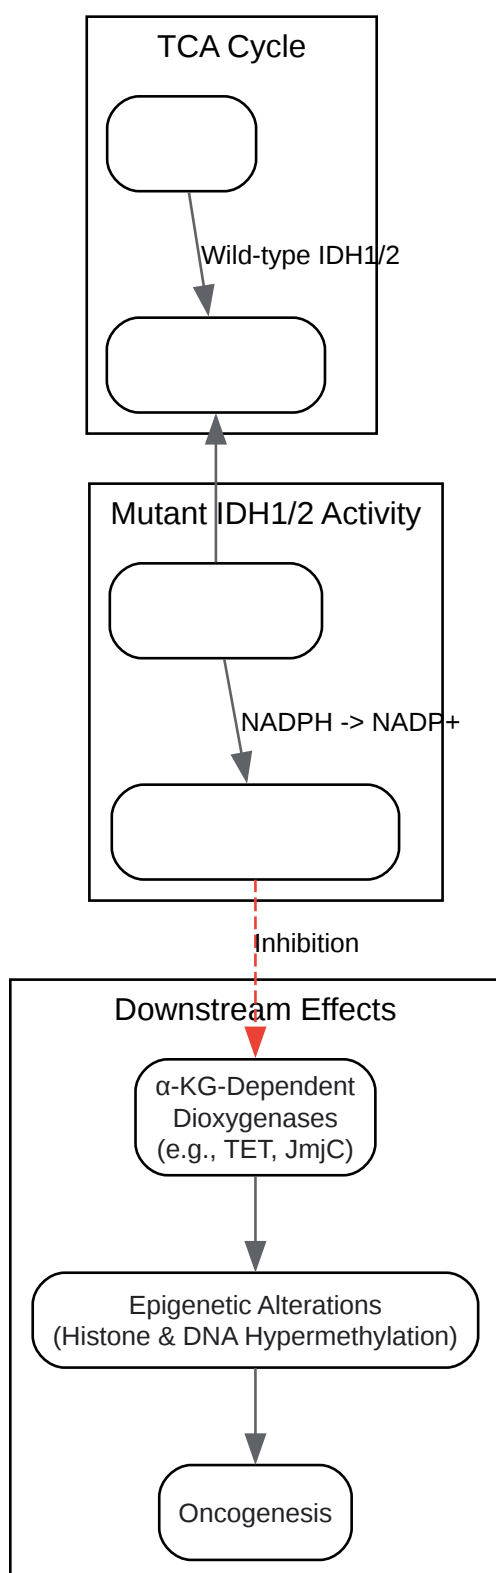 TCA Cycle
Wild-type IDH1/2
Mutant IDH1/2 Activity
NADPH -> NADP+
Inhibition
Downstream Effects
α-KG-Dependent
Dioxygenases
(e.g., TET, JmjC)
Epigenetic Alterations
(Histone & DNA Hypermethylation)
Oncogenesis